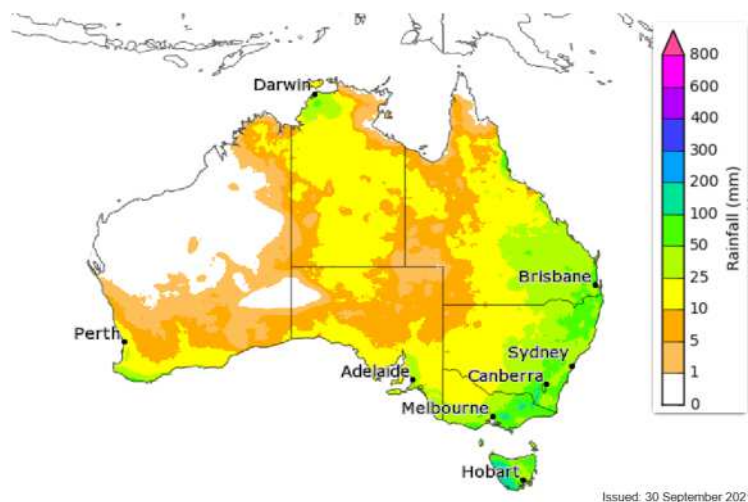 Darwin
Brisbane
Perth
Sydney
Adelaide
Canberra
Melbourne
Hobart
800
600
400
300
200
100
50
25
10
5
1
0
Rainfall (mm)
Issued: 30 September 202